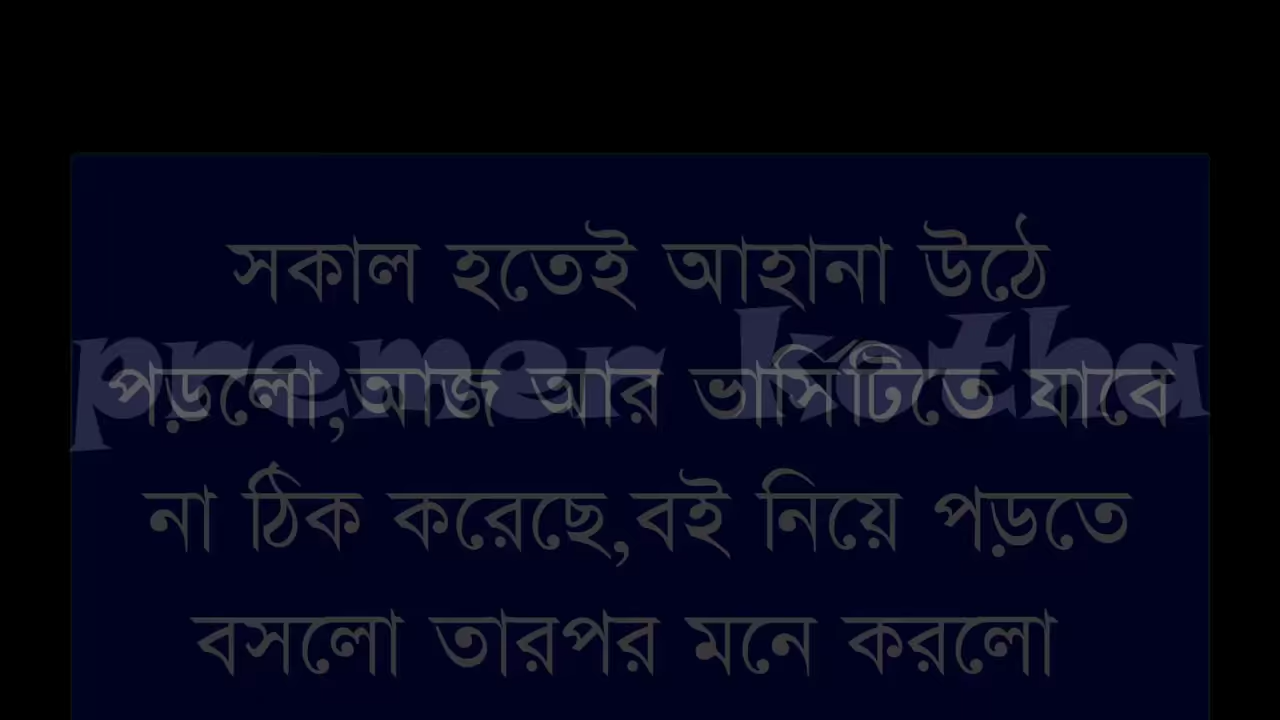 সকাল হতেই আহানা উঠে
premer kotha
পড়লো,আজ আর ভার্সিটিতে যাবে
না ঠিক করেছে,বই নিয়ে পড়তে
বসলো তারপর মনে করলো